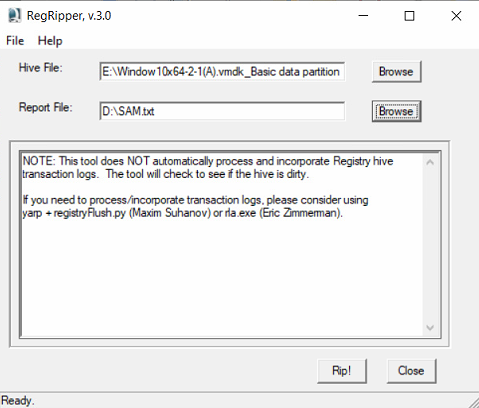 RegRipper, v.3.0
File Help
Hive File: E:\Window10x64-2-1(A).vmdk_Basic data partition Browse
Report File: D:\SAM.txt Browse
NOTE: This tool does NOT automatically process and incorporate Registry hive
transaction logs. The tool will check to see if the hive is dirty.
If you need to process/incorporate transaction logs, please consider using
yarp + registryFlush.py (Maxim Suhanov) or rla.exe (Eric Zimmerman).
Rip! Close
Ready.